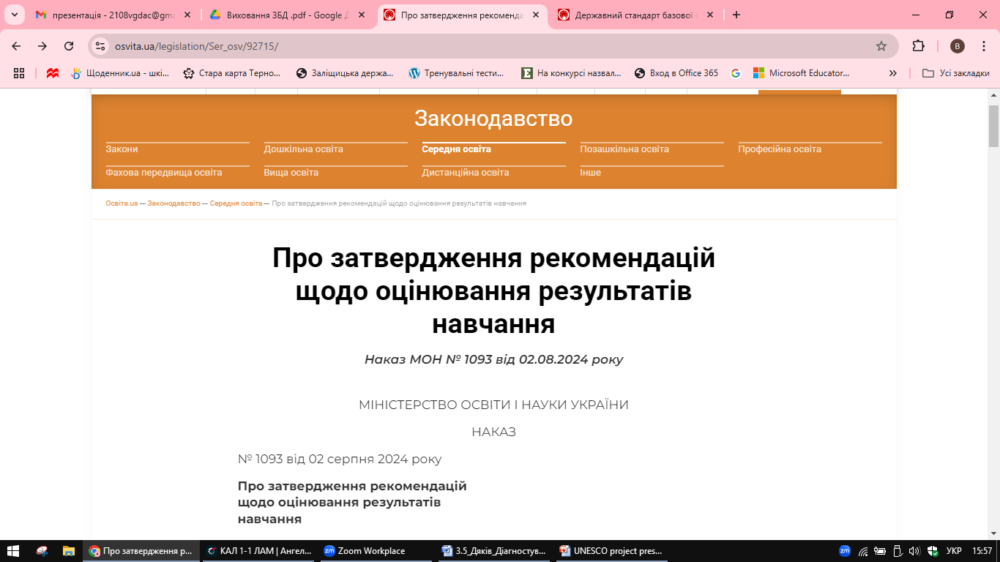 презентація - 2108vgdac@gma
Виховання ЗБД .pdf - Google Д
Про затвердження рекоменда
Державний стандарт базової с
osvita.ua/legislation/Ser_osv/92715/
B
Щоденник.ua - шкі...
Стара карта Терно...
Заліщицька держа...
Тренувальні тести...
На конкурсі назвал...
Вход в Office 365
Microsoft Educator...
Усі закладки
Законодавство
Закони
Дошкільна освіта
Середня освіта
Позашкільна освіта
Професійна освіта
Фахова передвища освіта
Вища освіта
Дистанційна освіта
Інше
Освіта.ua — Законодавство — Середня освіта — Про затвердження рекомендацій щодо оцінювання результатів навчання
Про затвердження рекомендацій
щодо оцінювання результатів
навчання
Наказ МОН № 1093 від 02.08.2024 року
МІНІСТЕРСТВО ОСВІТИ І НАУКИ УКРАЇНИ
НАКАЗ
№ 1093 від 02 серпня 2024 року
Про затвердження рекомендацій
щодо оцінювання результатів
навчання
Про затвердження р...
КАЛ 1-1 ЛАМ | Ангел...
Zoom Workplace
3.5_Дяків_Діагностув...
UNESCO project pres...
zm
УКР
15:57